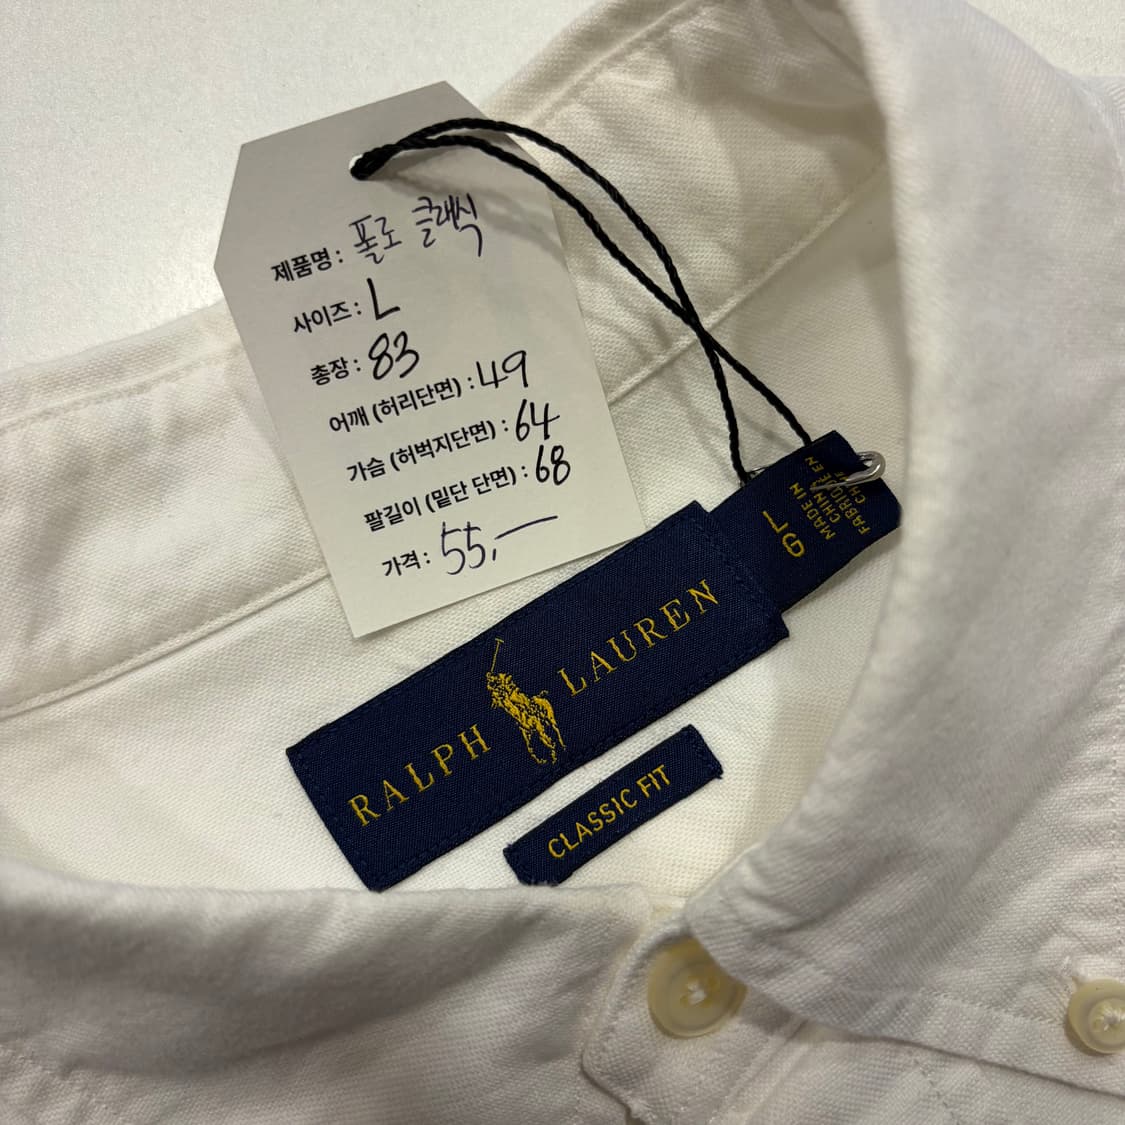 제품명 : 폴로 클래식
사이즈 : L
총장 : 83
어깨 (허리단면) : 49
가슴 (허벅지단면) : 64
팔길이 (밑단 단면) : 68
가격 : 55,—
L
G
MADE IN
CHINA
FABRIQUE EN
CHINE
RALPH LAUREN
CLASSIC FIT